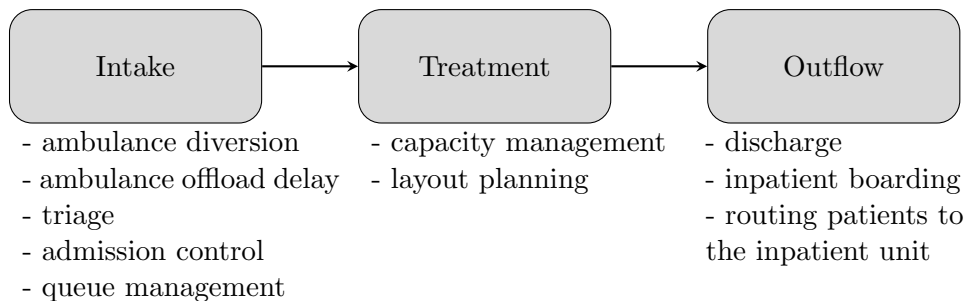 Intake
- ambulance diversion
- ambulance offload delay
- triage
- admission control
- queue management
Treatment
- capacity management
- layout planning
Outflow
- discharge
- inpatient boarding
- routing patients to
the inpatient unit